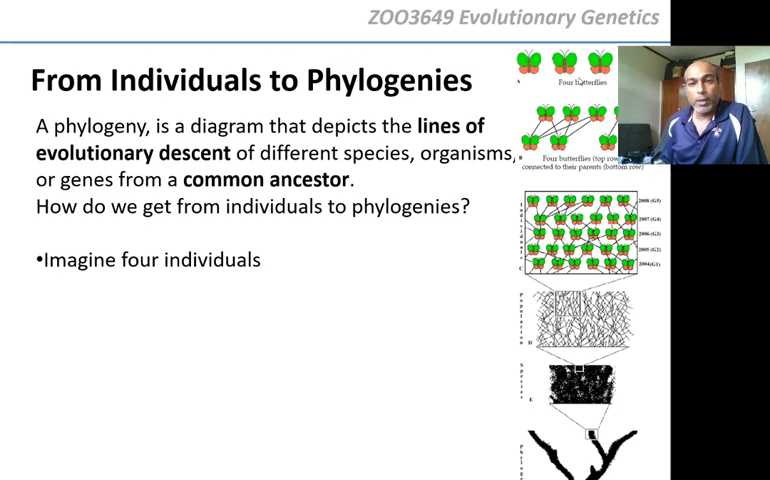 ZOO3649 Evolutionary Genetics
From Individuals to Phylogenies
A phylogeny, is a diagram that depicts the lines of
evolutionary descent of different species, organisms,
or genes from a common ancestor.
How do we get from individuals to phylogenies?
•Imagine four individuals
A
Four butterflies
B
Four butterflies (top row
connected to their parents (bottom row)
Individuals
2008 (G5)
2007 (G4)
2006 (G3)
2005 (G2)
2004(G1)
C
Population
D
Species
E